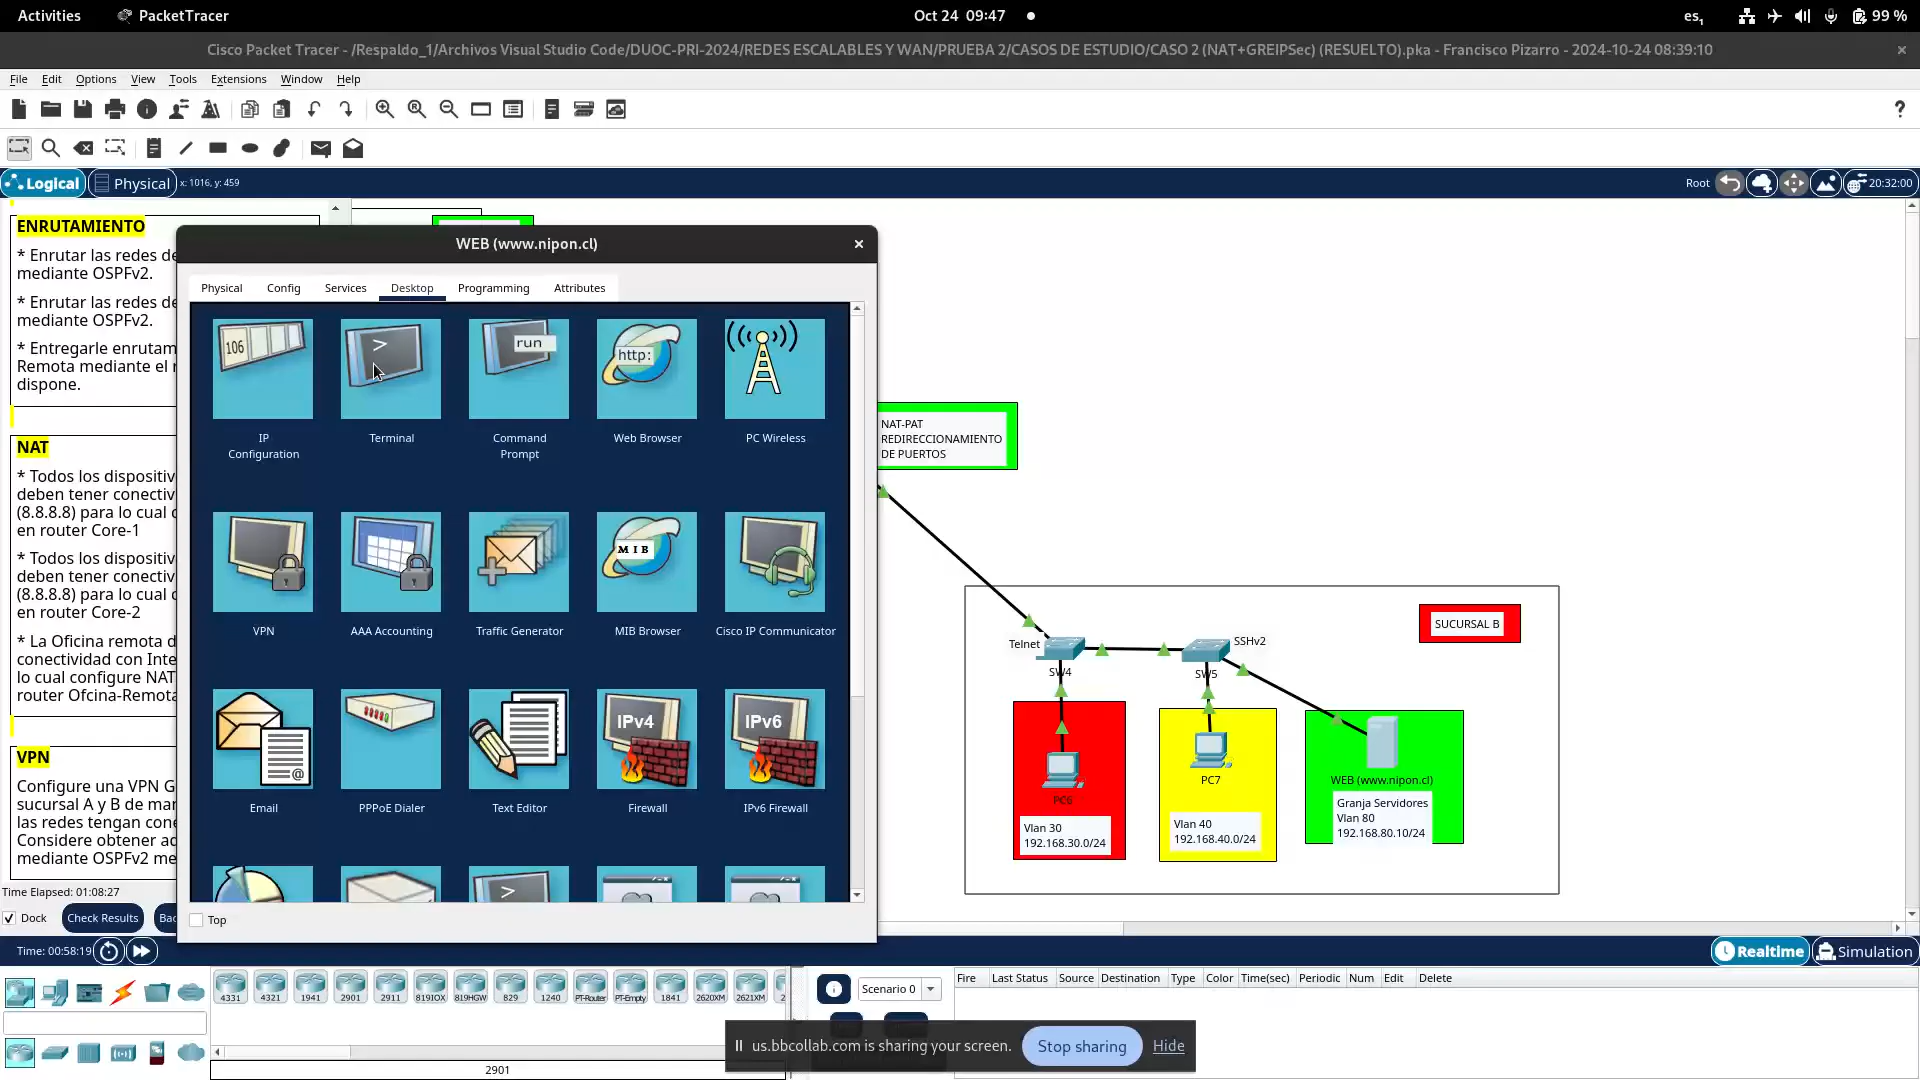 Activities
PacketTracer
Oct 24 09:47
es1
99 %
Cisco Packet Tracer - /Respaldo_1/Archivos Visual Studio Code/DUOC-PRI-2024/REDES ESCALABLES Y WAN/PRUEBA 2/CASOS DE ESTUDIO/CASO 2 (NAT+GREIPSec) (RESUELTO).pka - Francisco Pizarro - 2024-10-24 08:39:10
File Edit Options View Tools Extensions Window Help
Logical
Physical
x: 1016, y: 459
Root
20:32:00
ENRUTAMIENTO
* Enrutar las redes de
mediante OSPFv2.
* Enrutar las redes de
mediante OSPFv2.
* Entregarle enrutam
Remota mediante el r
dispone.
NAT
* Todos los dispositiv
deben tener conectiv
(8.8.8.8) para lo cual c
en router Core-1
* Todos los dispositiv
deben tener conectiv
(8.8.8.8) para lo cual c
en router Core-2
* La Oficina remota d
conectividad con Inte
lo cual configure NAT
router Ofcina-Remota
VPN
Configure una VPN G
sucursal A y B de mar
las redes tengan cone
Considere obtener ad
mediante OSPFv2 me
Time Elapsed: 01:08:27
Dock
Check Results
Bac
WEB (www.nipon.cl)
Physical
Config
Services
Desktop
Programming
Attributes
106
>
run
http:
IP
Configuration
Terminal
Command
Prompt
Web Browser
PC Wireless
MIB
VPN
AAA Accounting
Traffic Generator
MIB Browser
Cisco IP Communicator
@
IPv4
IPv6
Email
PPPoE Dialer
Text Editor
Firewall
IPv6 Firewall
>
Top
NAT-PAT
REDIRECCIONAMIENTO
DE PUERTOS
SUCURSAL B
Telnet
SSHv2
SW4
SW5
PC6
PC7
WEB (www.nipon.cl)
Vlan 30
192.168.30.0/24
Vlan 40
192.168.40.0/24
Granja Servidores
Vlan 80
192.168.80.10/24
Time: 00:58:19
Realtime
Simulation
4331
4321
1941
2901
2911
819IOX
819HGW
829
1240
PT-Router
PT-Empty
1841
2620XM
2621XM
2
2901
Scenario 0
Fire
Last Status
Source
Destination
Type
Color
Time(sec)
Periodic
Num
Edit
Delete
us.bbcollab.com is sharing your screen.
Stop sharing
Hide